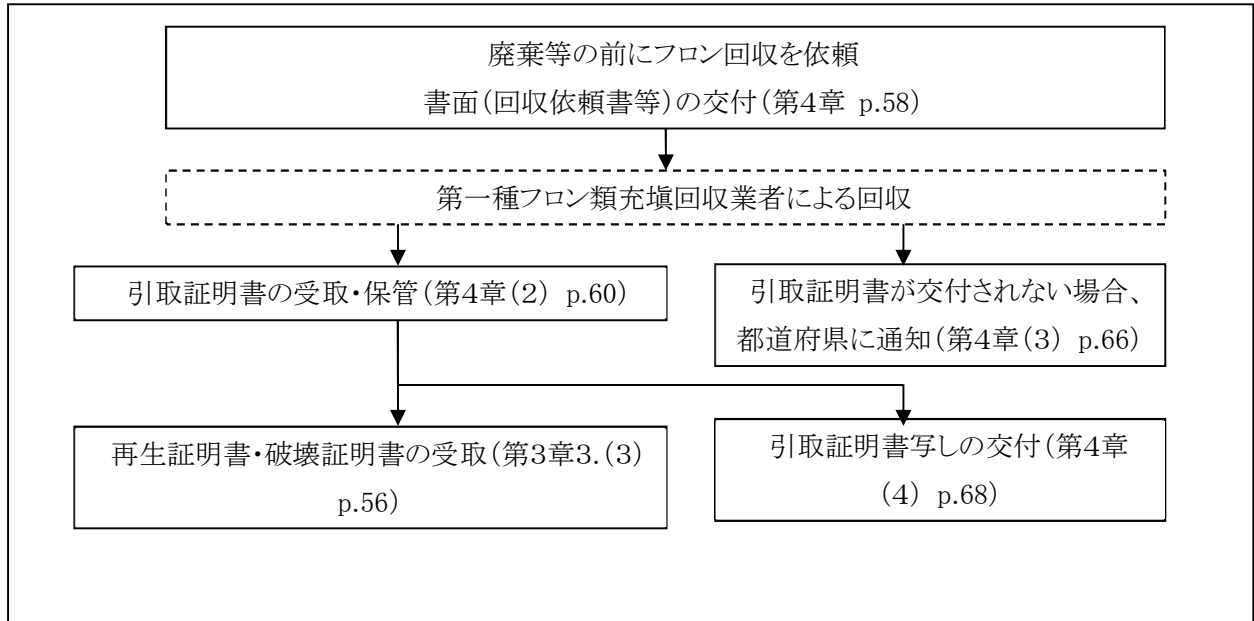 廃棄等の前にフロン回収を依頼
書面(回収依頼書等)の交付(第4章 p.58)
第一種フロン類充塡回収業者による回収
引取証明書の受取・保管(第4章(2) p.60)
引取証明書が交付されない場合、
都道府県に通知(第4章(3) p.66)
再生証明書・破壊証明書の受取(第3章3.(3)
p.56)
引取証明書写しの交付(第4章
(4) p.68)